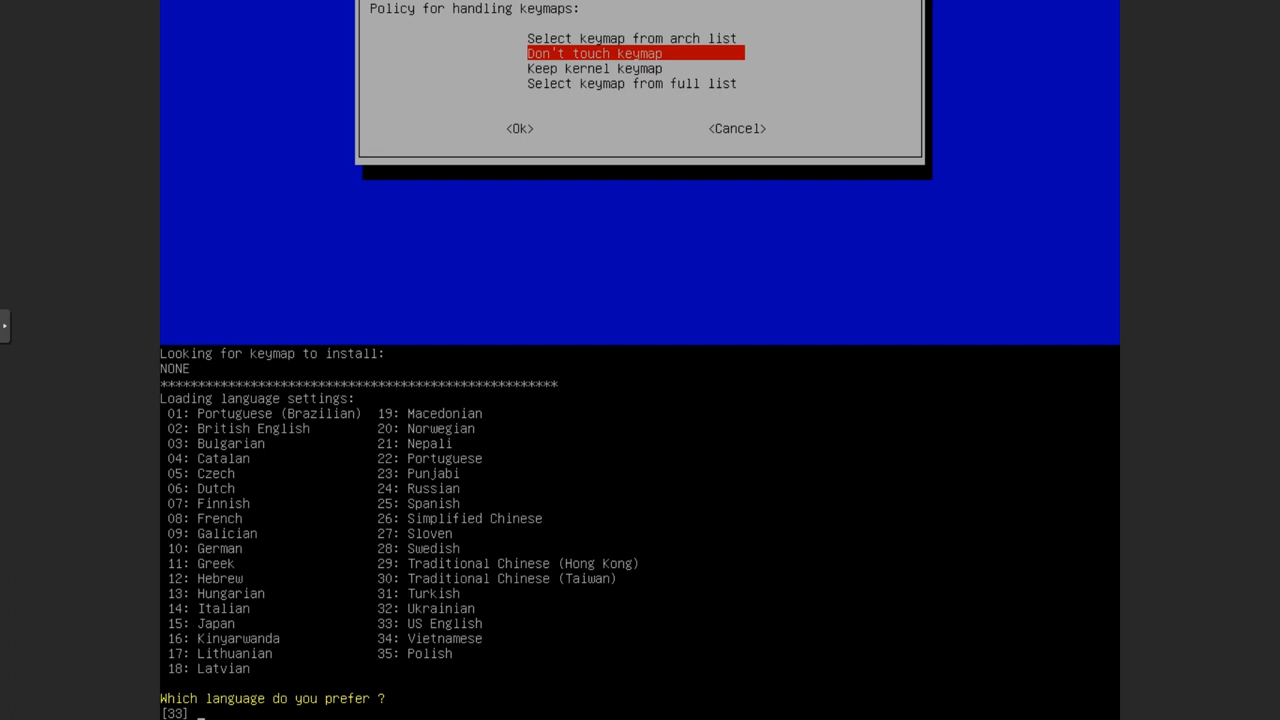 Policy for handling keymaps:
Select keymap from arch list
Don't touch keymap
Keep kernel keymap
Select keymap from full list
<Ok> <Cancel>
Looking for keymap to install:
NONE
*****************************************************
Loading language settings:
01: Portuguese (Brazilian) 19: Macedonian
02: British English 20: Norwegian
03: Bulgarian 21: Nepali
04: Catalan 22: Portuguese
05: Czech 23: Punjabi
06: Dutch 24: Russian
07: Finnish 25: Spanish
08: French 26: Simplified Chinese
09: Galician 27: Sloven
10: German 28: Swedish
11: Greek 29: Traditional Chinese (Hong Kong)
12: Hebrew 30: Traditional Chinese (Taiwan)
13: Hungarian 31: Turkish
14: Italian 32: Ukrainian
15: Japan 33: US English
16: Kinyarwanda 34: Vietnamese
17: Lithuanian 35: Polish
18: Latvian
Which language do you prefer ?
[33] _